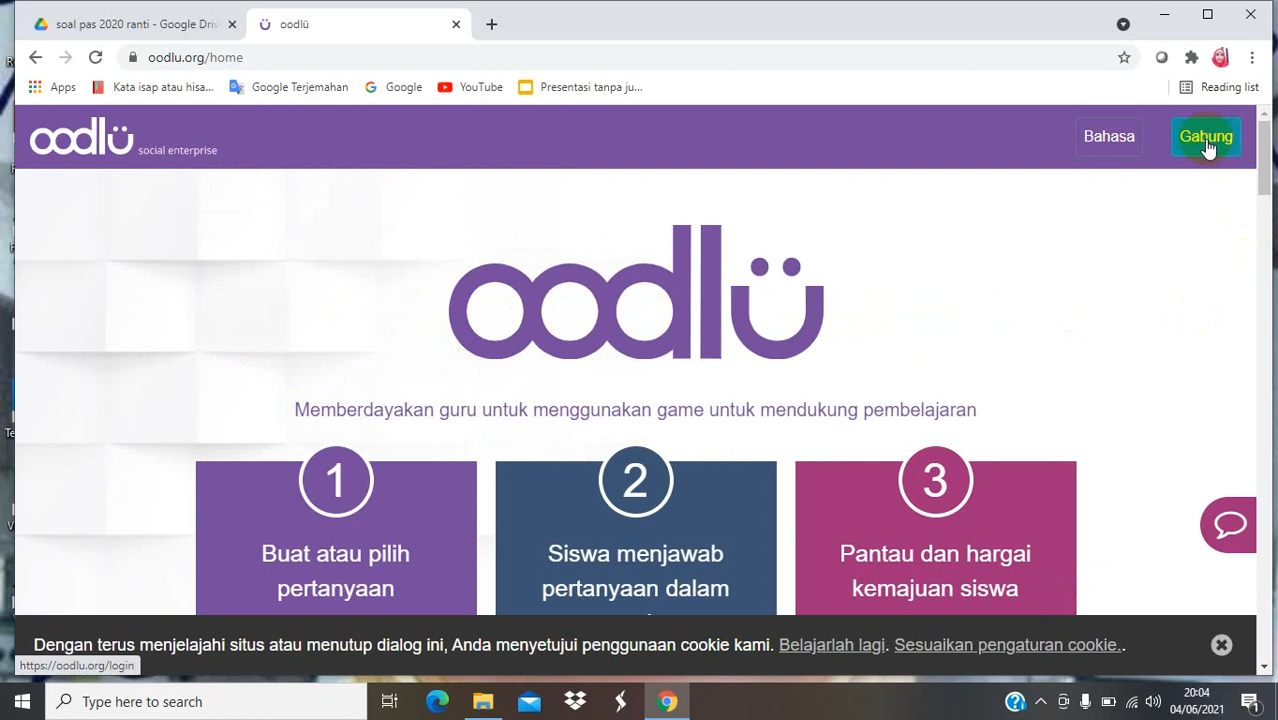 soal pas 2020 ranti - Google Driv
oodlü
oodlu.org/home
Apps
Kata isap atau hisa...
Google Terjemahan
Google
YouTube
Presentasi tanpa ju...
Reading list
oodlü social enterprise
Bahasa
Gabung
oodlü
Memberdayakan guru untuk menggunakan game untuk mendukung pembelajaran
1
Buat atau pilih
pertanyaan
2
Siswa menjawab
pertanyaan dalam
3
Pantau dan hargai
kemajuan siswa
Dengan terus menjelajahi situs atau menutup dialog ini, Anda menyetujui penggunaan cookie kami. Belajarlah lagi. Sesuaikan pengaturan cookie..
https://oodlu.org/login
Type here to search
20:04
04/06/2021
1